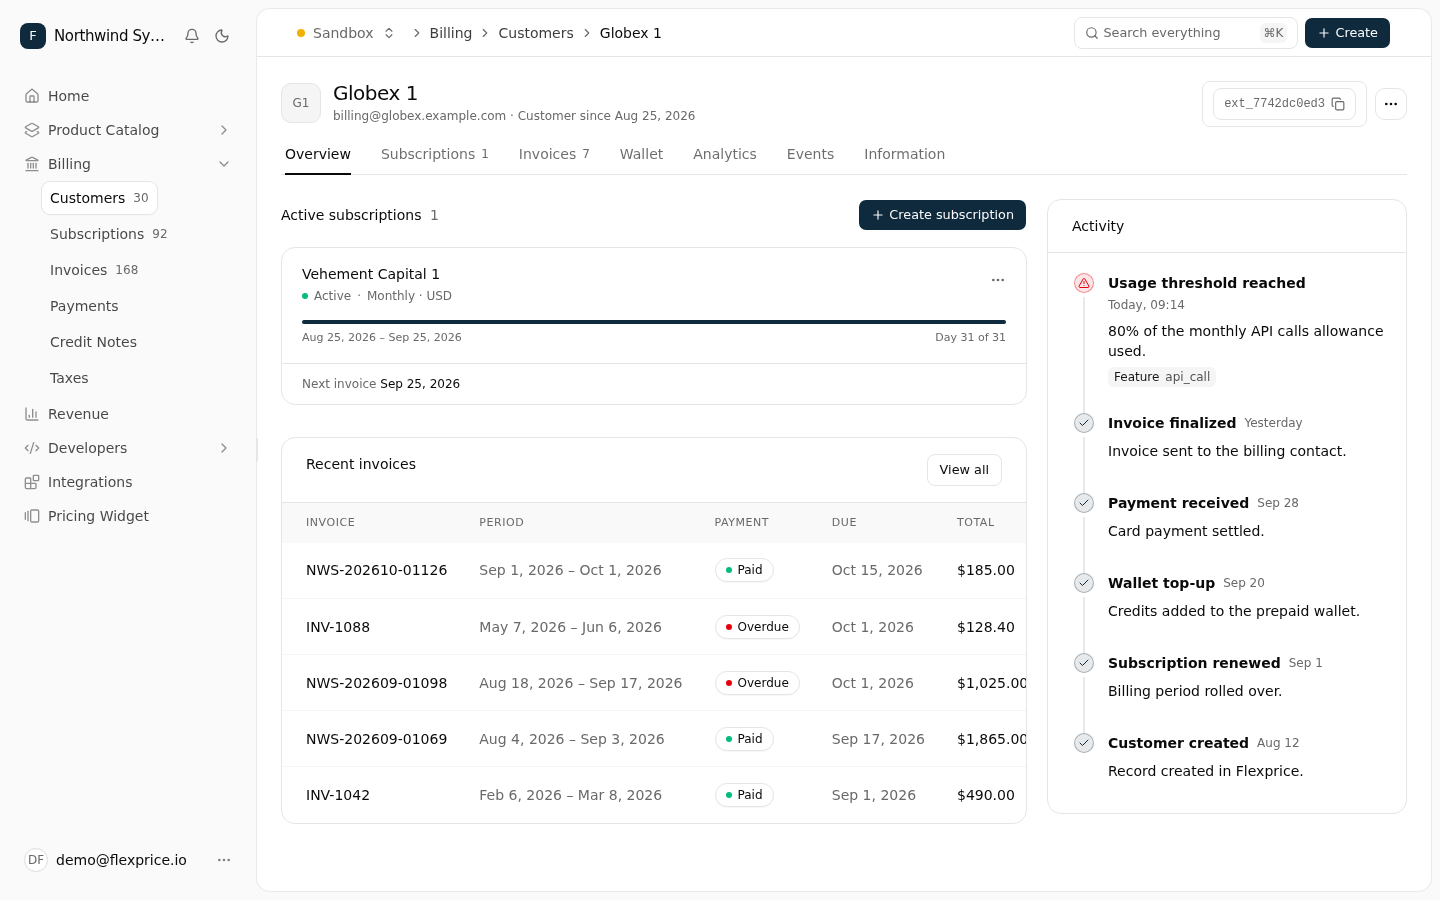 F Northwind Sy...
Home
Product Catalog
Billing
Customers 30
Subscriptions 92
Invoices 168
Payments
Credit Notes
Taxes
Revenue
Developers
Integrations
Pricing Widget
DF demo@flexprice.io
Sandbox > Billing > Customers > Globex 1
Search everything ⌘K
+ Create
G1
Globex 1
billing@globex.example.com · Customer since Aug 25, 2026
ext_7742dc0ed3
Overview Subscriptions 1 Invoices 7 Wallet Analytics Events Information
Active subscriptions 1
+ Create subscription
Vehement Capital 1
Active · Monthly · USD
Aug 25, 2026 – Sep 25, 2026 Day 31 of 31
Next invoice Sep 25, 2026
Recent invoices
View all
INVOICE PERIOD PAYMENT DUE TOTAL
NWS-202610-01126 Sep 1, 2026 – Oct 1, 2026 Paid Oct 15, 2026 $185.00
INV-1088 May 7, 2026 – Jun 6, 2026 Overdue Oct 1, 2026 $128.40
NWS-202609-01098 Aug 18, 2026 – Sep 17, 2026 Overdue Oct 1, 2026 $1,025.00
NWS-202609-01069 Aug 4, 2026 – Sep 3, 2026 Paid Sep 17, 2026 $1,865.00
INV-1042 Feb 6, 2026 – Mar 8, 2026 Paid Sep 1, 2026 $490.00
Activity
Usage threshold reached
Today, 09:14
80% of the monthly API calls allowance
used.
Feature api_call
Invoice finalized Yesterday
Invoice sent to the billing contact.
Payment received Sep 28
Card payment settled.
Wallet top-up Sep 20
Credits added to the prepaid wallet.
Subscription renewed Sep 1
Billing period rolled over.
Customer created Aug 12
Record created in Flexprice.